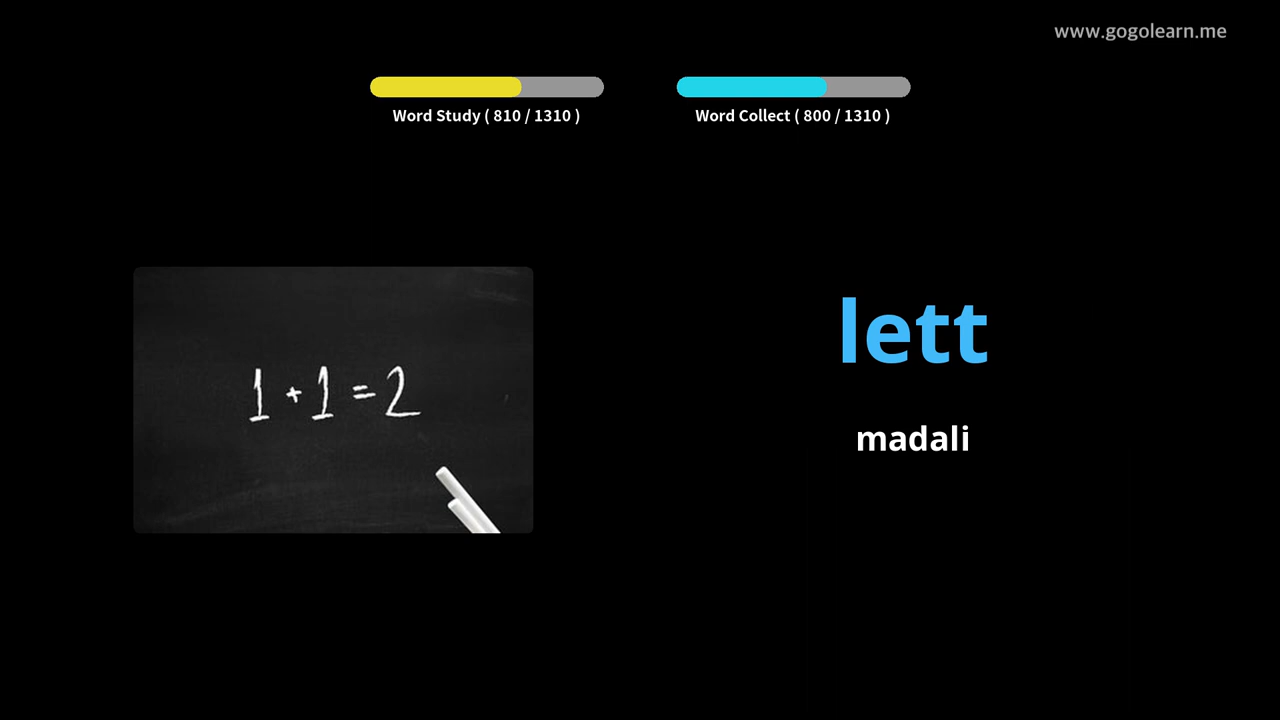 www.gogolearn.me
Word Study ( 810 / 1310 )
Word Collect ( 800 / 1310 )
lett
1 + 1 = 2
madali